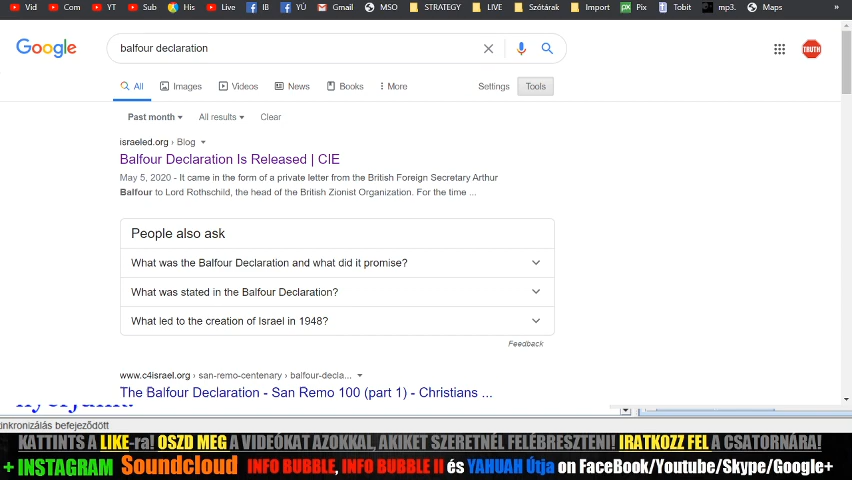 Vid Com YT Sub His Live IB YÚ Gmail MSO STRATEGY LIVE Szótárak Import Pix Tobit mp3. Maps »
Google balfour declaration TRUTH
All Images Videos News Books More Settings Tools
Past month All results Clear
israeled.org › Blog
Balfour Declaration Is Released | CIE
May 5, 2020 - It came in the form of a private letter from the British Foreign Secretary Arthur
Balfour to Lord Rothschild, the head of the British Zionist Organization. For the time ...
People also ask
What was the Balfour Declaration and what did it promise?
What was stated in the Balfour Declaration?
What led to the creation of Israel in 1948?
Feedback
www.c4israel.org › san-remo-centenary › balfour-decla...
The Balfour Declaration - San Remo 100 (part 1) - Christians ...
inkronizálás befejeződött
KATTINTS A LIKE-ra! OSZD MEG A VIDEÓKAT AZOKKAL, AKIKET SZERETNÉL FELÉBRESZTENI! IRATKOZZ FEL A CSATORNÁRA!
+ INSTAGRAM Soundcloud INFO BUBBLE, INFO BUBBLE II és YAHUAH Útja on FaceBook/Youtube/Skype/Google+